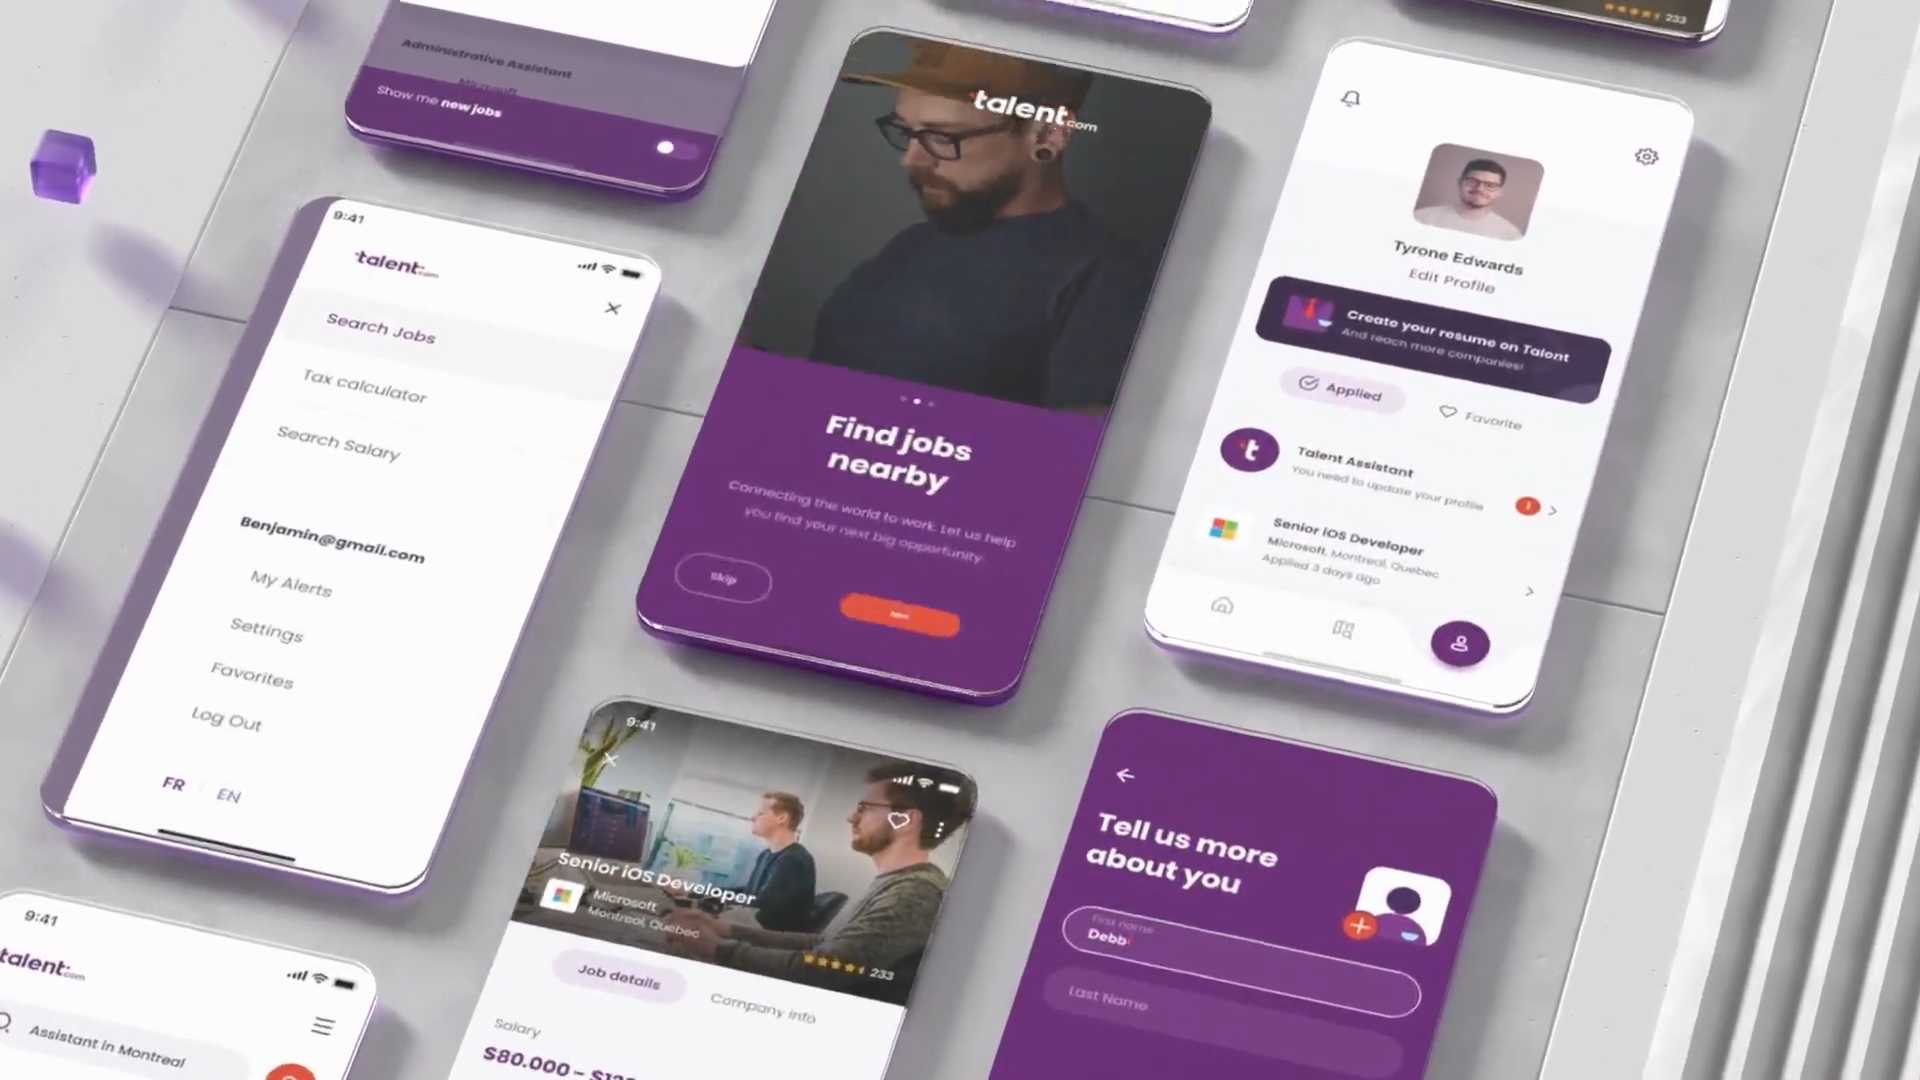 Administrative Assistant
Microsoft
Show me new jobs
233
9:41
talent.com
Search Jobs
Tax calculator
Search Salary
Benjamin@gmail.com
My Alerts
Settings
Favorites
Log Out
FR
EN
talent.com
Find jobs
nearby
Connecting the world to work. Let us help
you find your next big opportunity.
Skip
Tyrone Edwards
Edit Profile
Create your resume on Talent
And reach more companies!
Applied
Favorite
t
Talent Assistant
You need to update your profile
Senior iOS Developer
Microsoft, Montreal, Quebec
Applied 3 days ago
9:41
talent.com
Assistant in Montreal
9:41
Senior iOS Developer
Microsoft
Montreal, Quebec
233
Job details
Company info
Salary
$80.000 -
Tell us more
about you
First name
Debb
Last Name